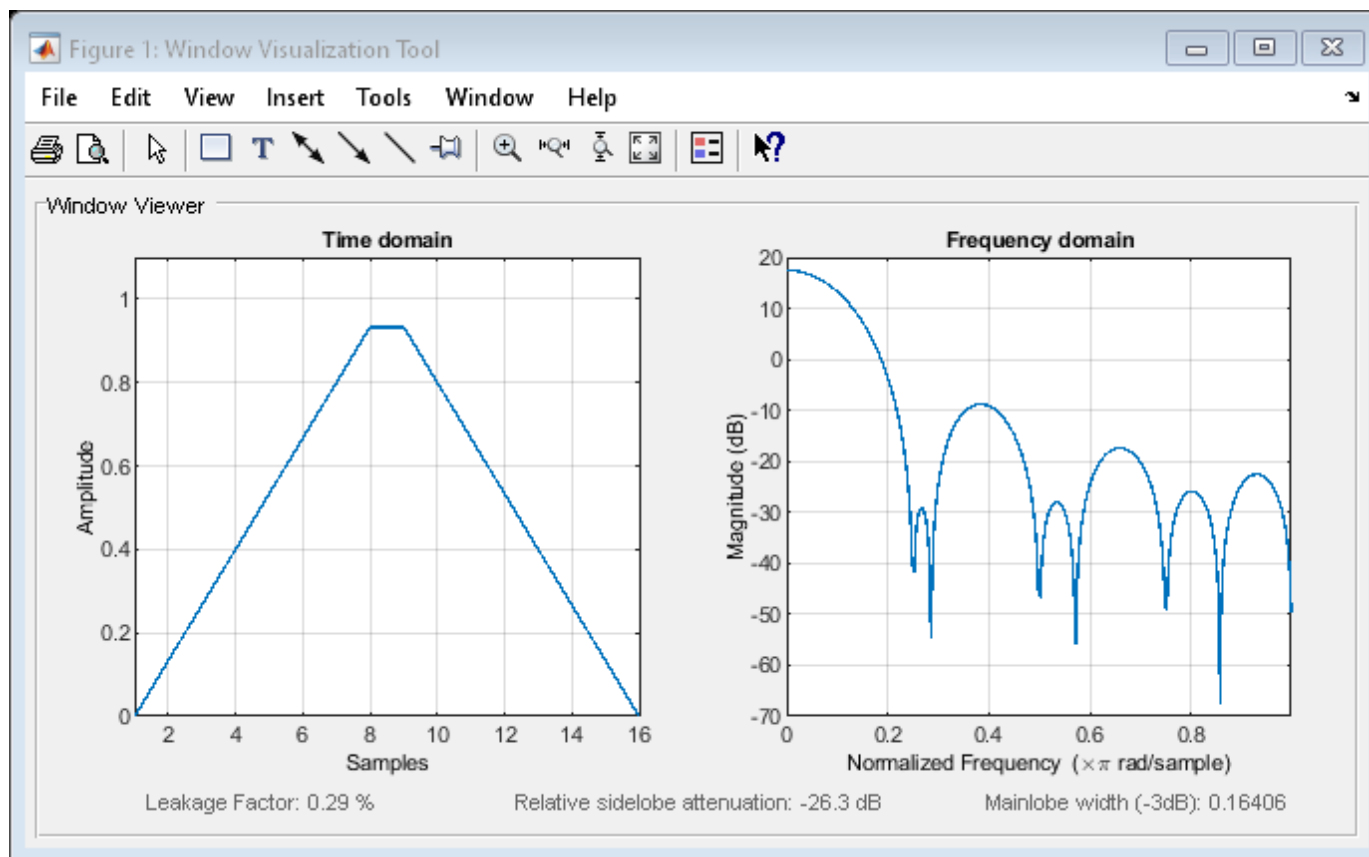 Figure 1: Window Visualization Tool
File Edit View Insert Tools Window Help
T ?
Window Viewer
Time domain
1
0.8
0.6
0.4
0.2
0
Amplitude
2 4 6 8 10 12 14 16
Samples
Frequency domain
20
10
0
-10
-20
-30
-40
-50
-60
-70
Magnitude (dB)
0 0.2 0.4 0.6 0.8
Normalized Frequency (×π rad/sample)
Leakage Factor: 0.29 % Relative sidelobe attenuation: -26.3 dB Mainlobe width (-3dB): 0.16406